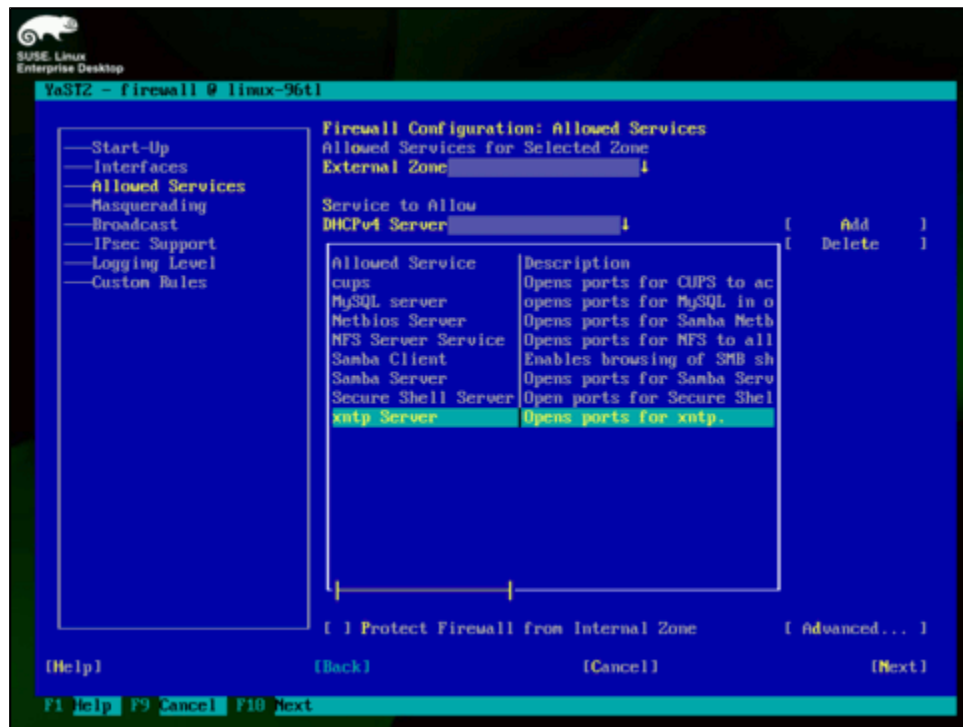 SUSE. Linux
Enterprise Desktop
YaST2 - firewall @ linux-96tl
Start-Up
Interfaces
Allowed Services
Masquerading
Broadcast
IPsec Support
Logging Level
Custom Rules
Firewall Configuration: Allowed Services
Allowed Services for Selected Zone
External Zone
Service to Allow
DHCPv4 Server
[ Add ]
[ Delete ]
Allowed Service Description
cups Opens ports for CUPS to ac
MySQL server opens ports for MySQL in o
Netbios Server Opens ports for Samba Netb
NFS Server Service Opens ports for NFS to all
Samba Client Enables browsing of SMB sh
Samba Server Opens ports for Samba Serv
Secure Shell Server Open ports for Secure Shel
xntp Server Opens ports for xntp.
[ ] Protect Firewall from Internal Zone [ Advanced... ]
[Help] [Back] [Cancel] [Next]
F1 Help F9 Cancel F10 Next